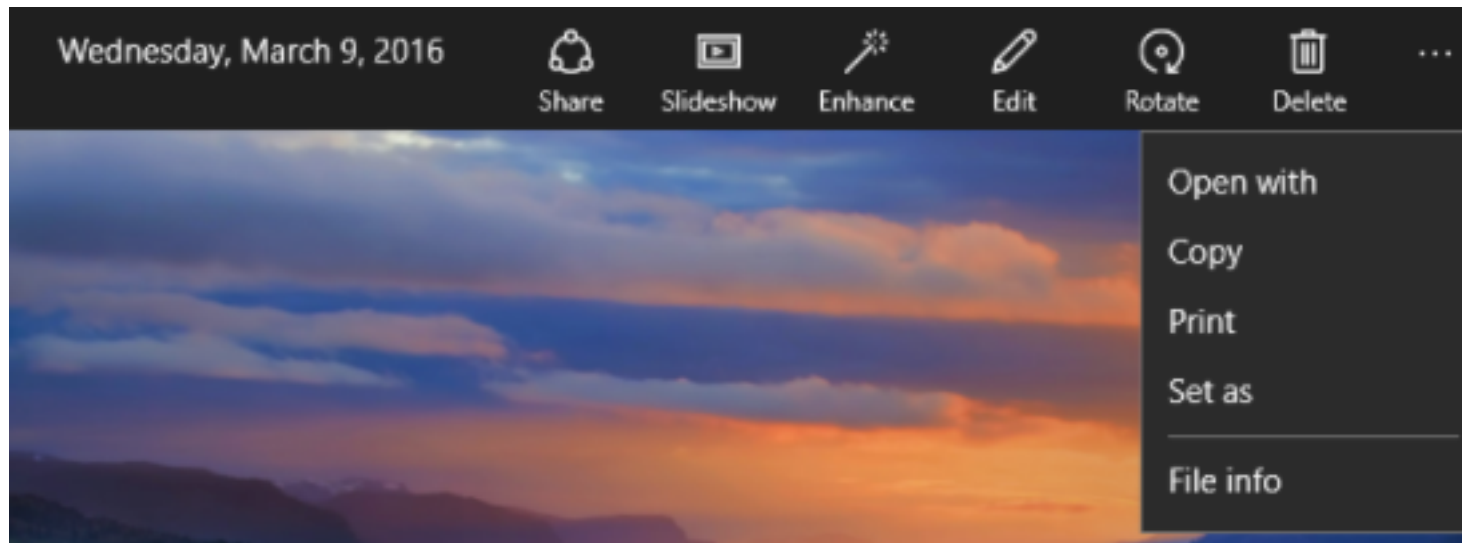 Wednesday, March 9, 2016
Share Slideshow Enhance Edit Rotate Delete ...
Open with
Copy
Print
Set as
File info